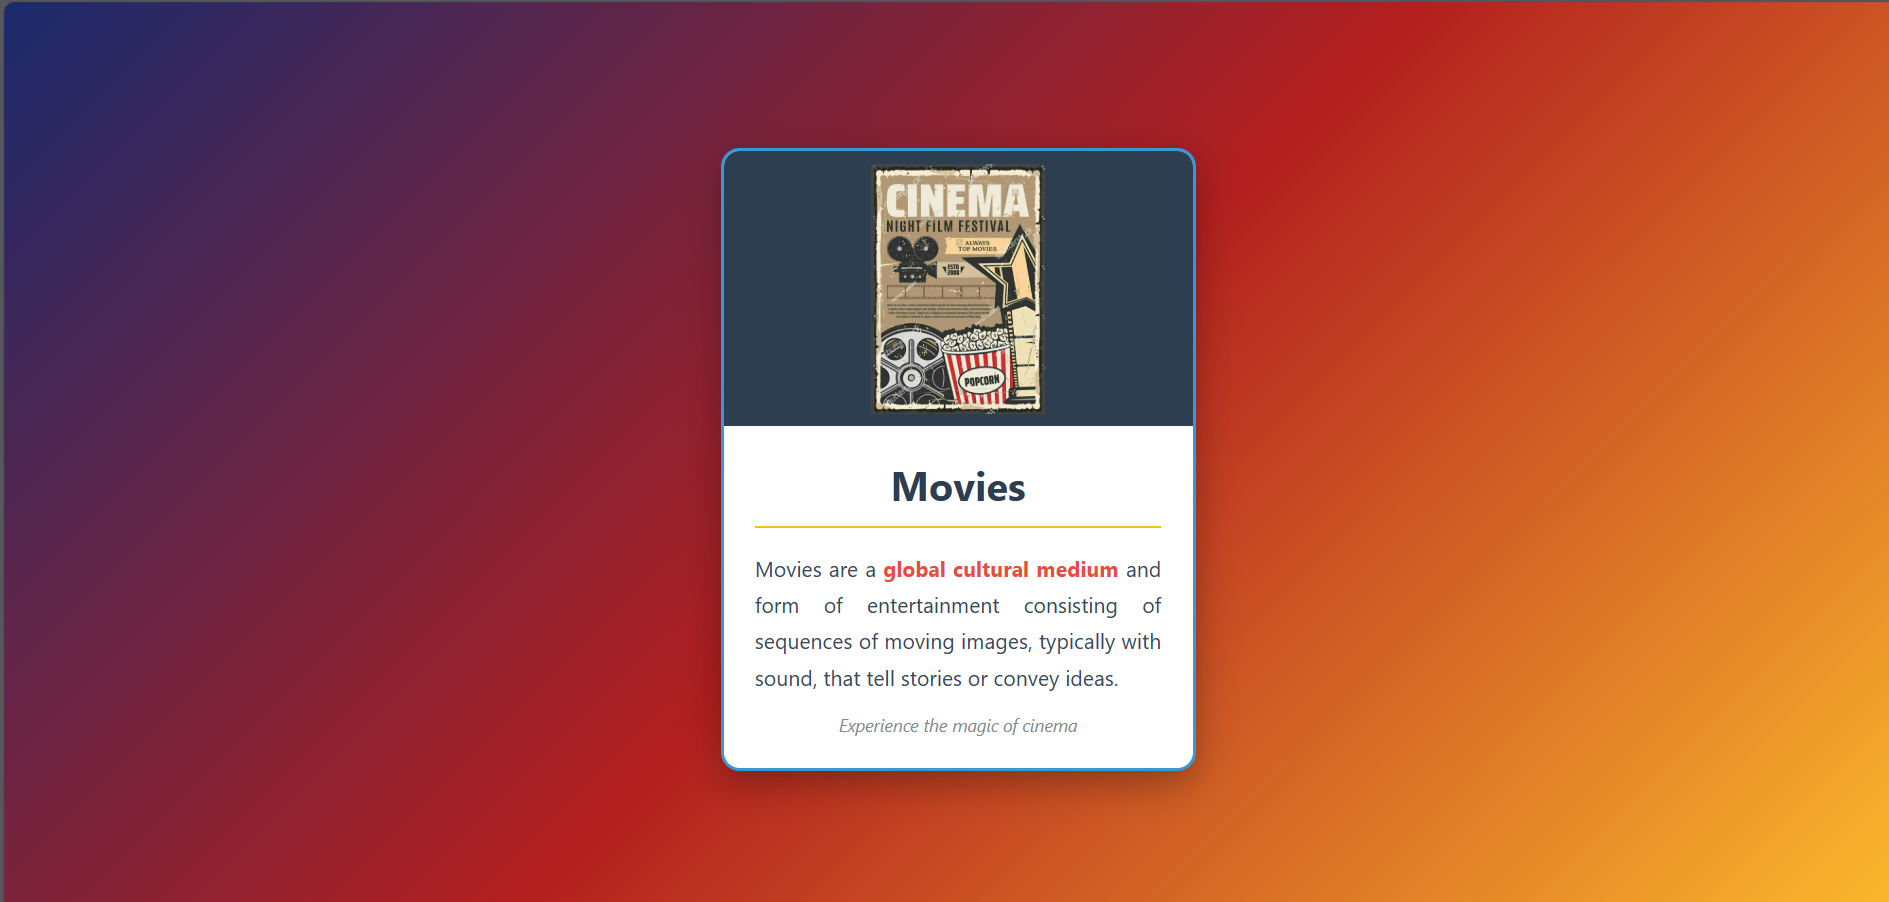 CINEMA
NIGHT FILM FESTIVAL
ALWAYS
TOP MOVIES
ESTD
POPCORN
Movies
Movies are a global cultural medium and
form of entertainment consisting of
sequences of moving images, typically with
sound, that tell stories or convey ideas.
Experience the magic of cinema